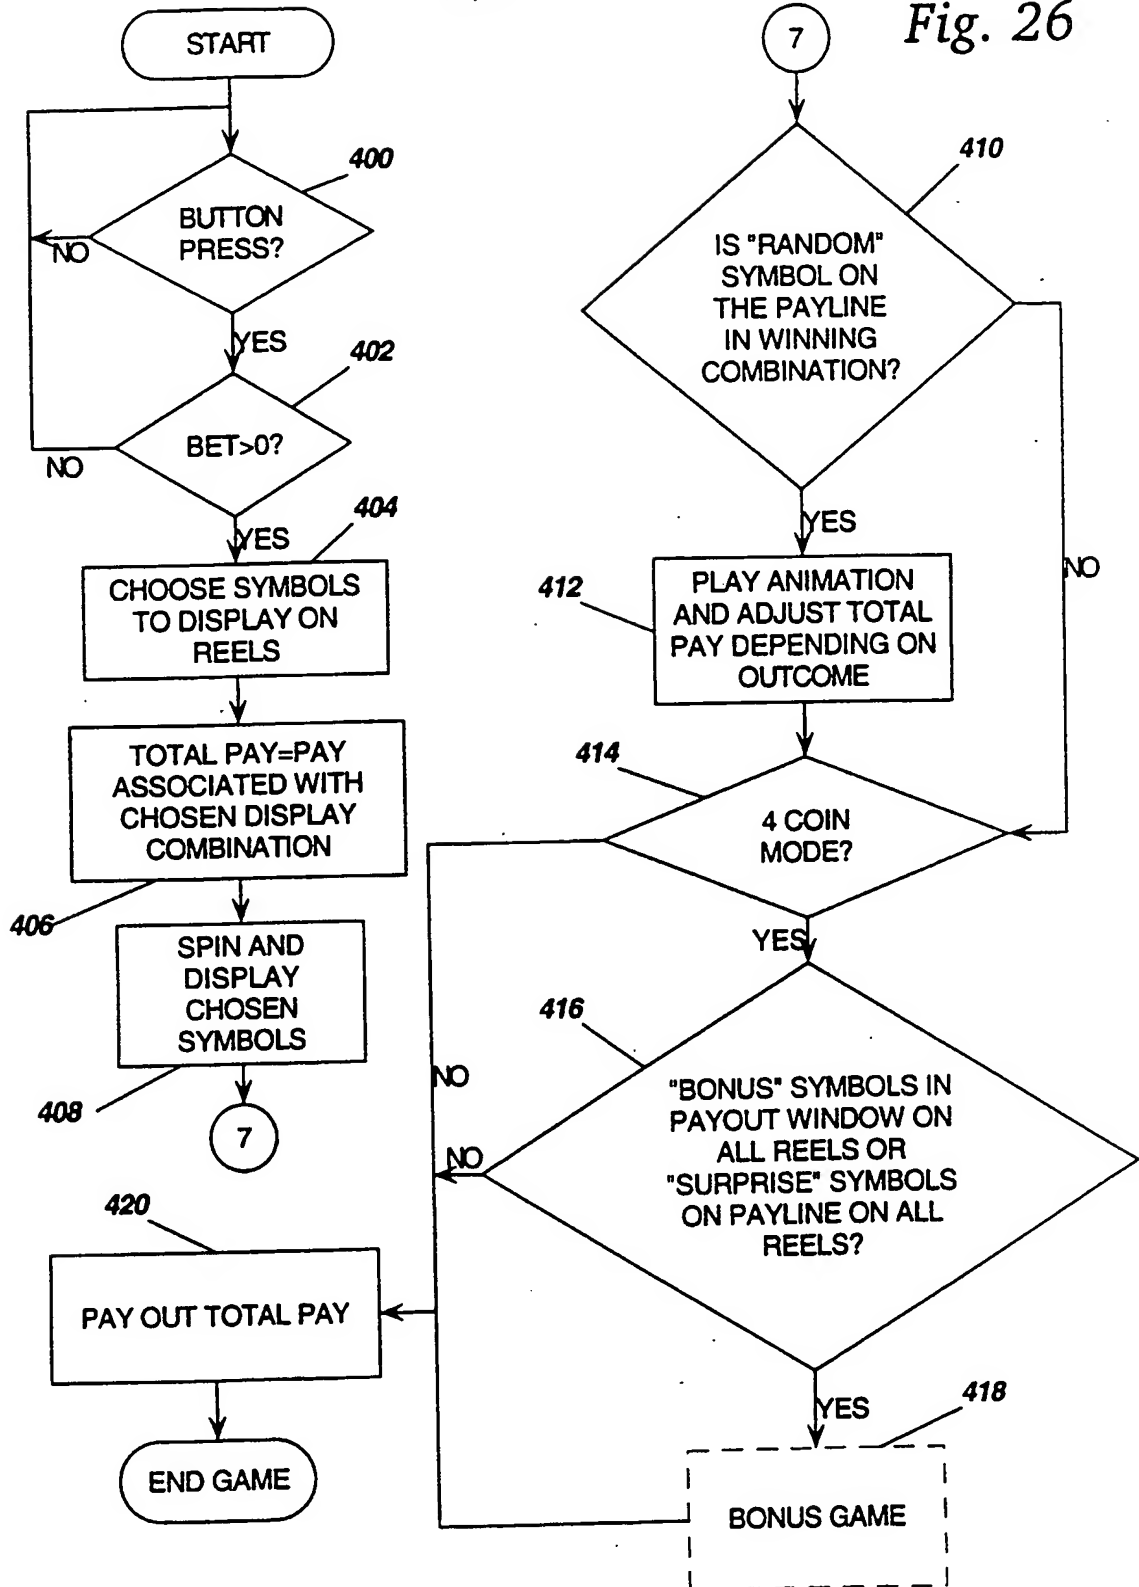 Fig. 26
START
400
BUTTON
PRESS?
NO
YES
402
BET>0?
NO
YES
404
CHOOSE SYMBOLS
TO DISPLAY ON
REELS
TOTAL PAY=PAY
ASSOCIATED WITH
CHOSEN DISPLAY
COMBINATION
406
SPIN AND
DISPLAY
CHOSEN
SYMBOLS
408
7
420
PAY OUT TOTAL PAY
END GAME
7
410
IS "RANDOM"
SYMBOL ON
THE PAYLINE
IN WINNING
COMBINATION?
YES
NO
412
PLAY ANIMATION
AND ADJUST TOTAL
PAY DEPENDING ON
OUTCOME
414
4 COIN
MODE?
YES
NO
416
"BONUS" SYMBOLS IN
PAYOUT WINDOW ON
ALL REELS OR
"SURPRISE" SYMBOLS
ON PAYLINE ON ALL
REELS?
NO
YES
418
BONUS GAME